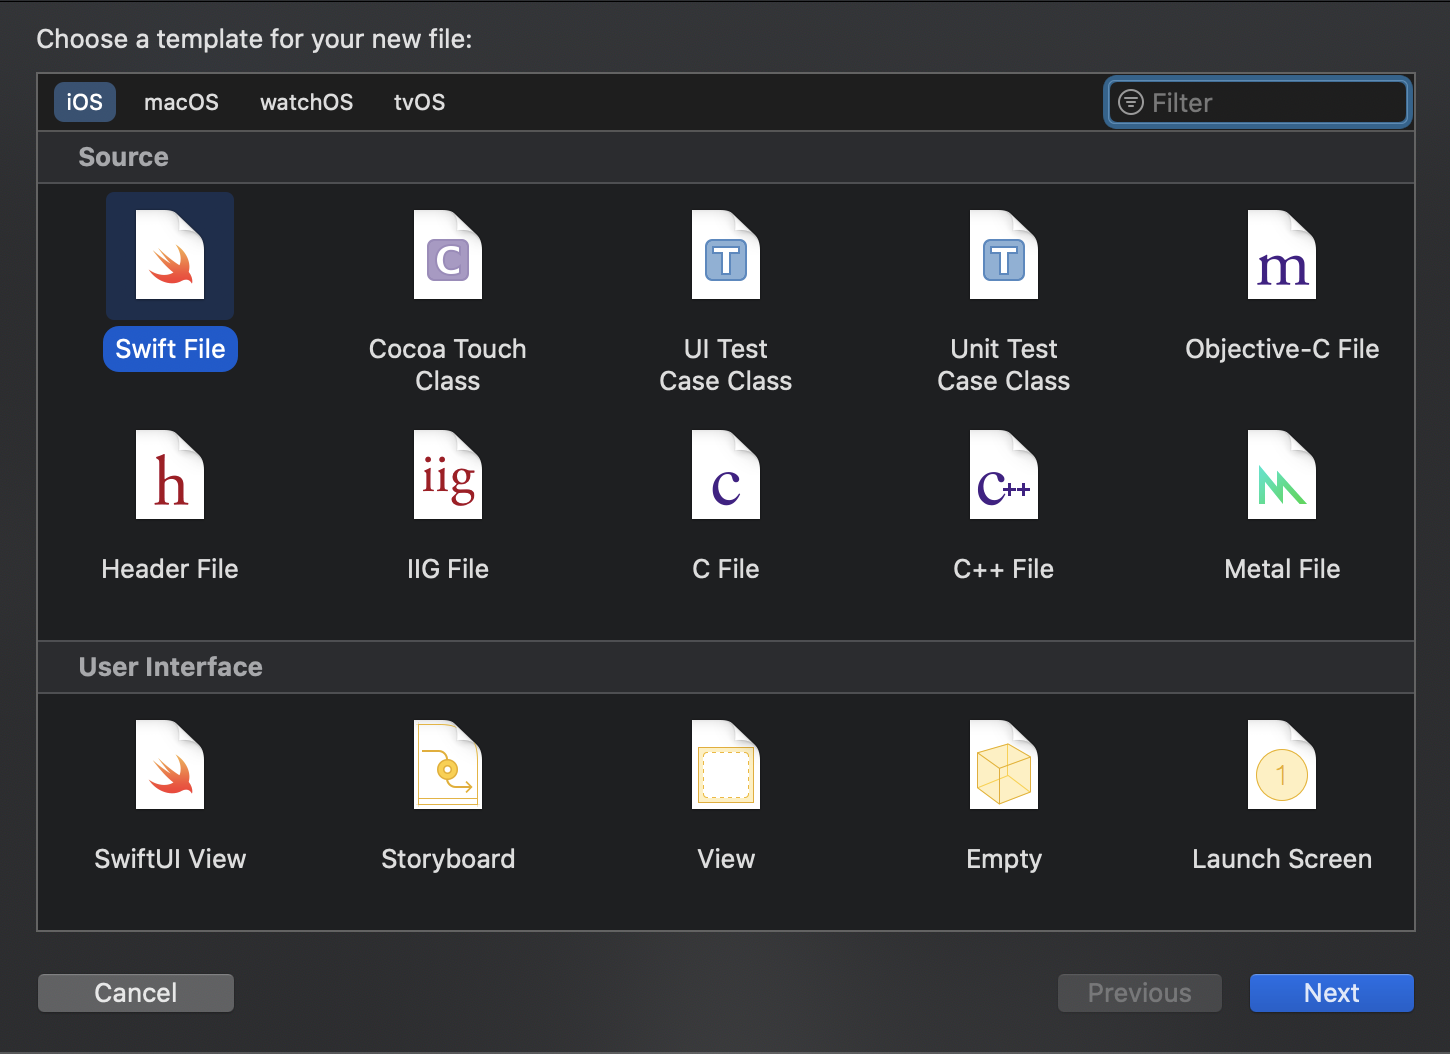 Choose a template for your new file:
iOS macOS watchOS tvOS Filter
Source
C T T m
Swift File Cocoa Touch UI Test Unit Test Objective-C File
Class Case Class Case Class
h iig c c++
Header File IIG File C File C++ File Metal File
User Interface
1
SwiftUI View Storyboard View Empty Launch Screen
Cancel Previous Next